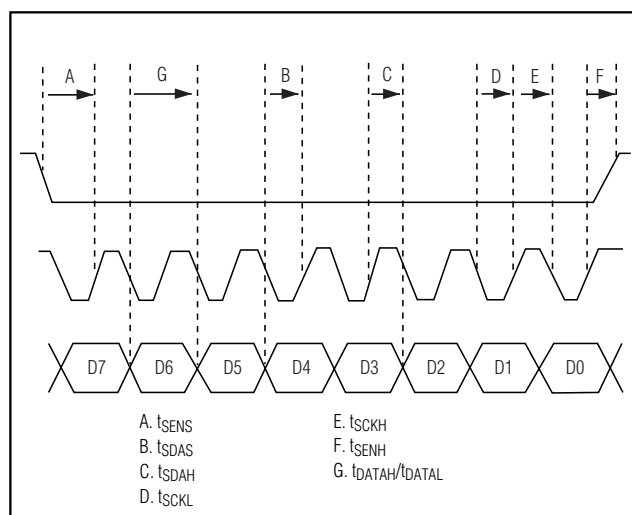 A G B C D E F
D7 D6 D5 D4 D3 D2 D1 D0
A. tSENS
B. tSDAS
C. tSDAH
D. tSCKL
E. tSCKH
F. tSENH
G. tDATAH/tDATAL